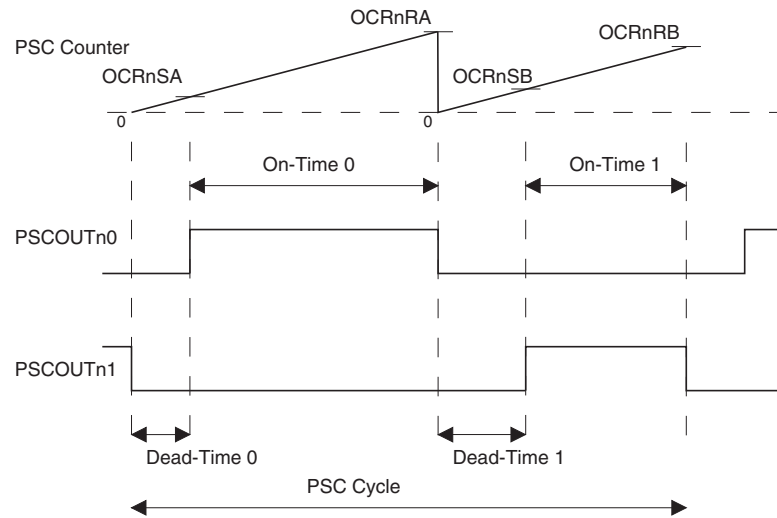 OCRnRA
OCRnRB
PSC Counter
OCRnSA
OCRnSB
0
0
On-Time 0
On-Time 1
PSCOUTn0
PSCOUTn1
Dead-Time 0
Dead-Time 1
PSC Cycle